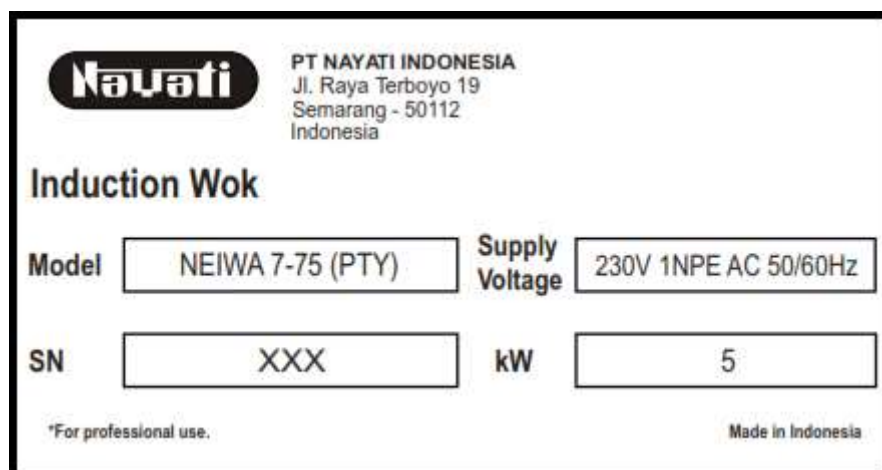 Nayati
PT NAYATI INDONESIA
Jl. Raya Terboyo 19
Semarang - 50112
Indonesia
Induction Wok
Model NEIWA 7-75 (PTY) Supply Voltage 230V 1NPE AC 50/60Hz
SN XXX kW 5
*For professional use. Made in Indonesia